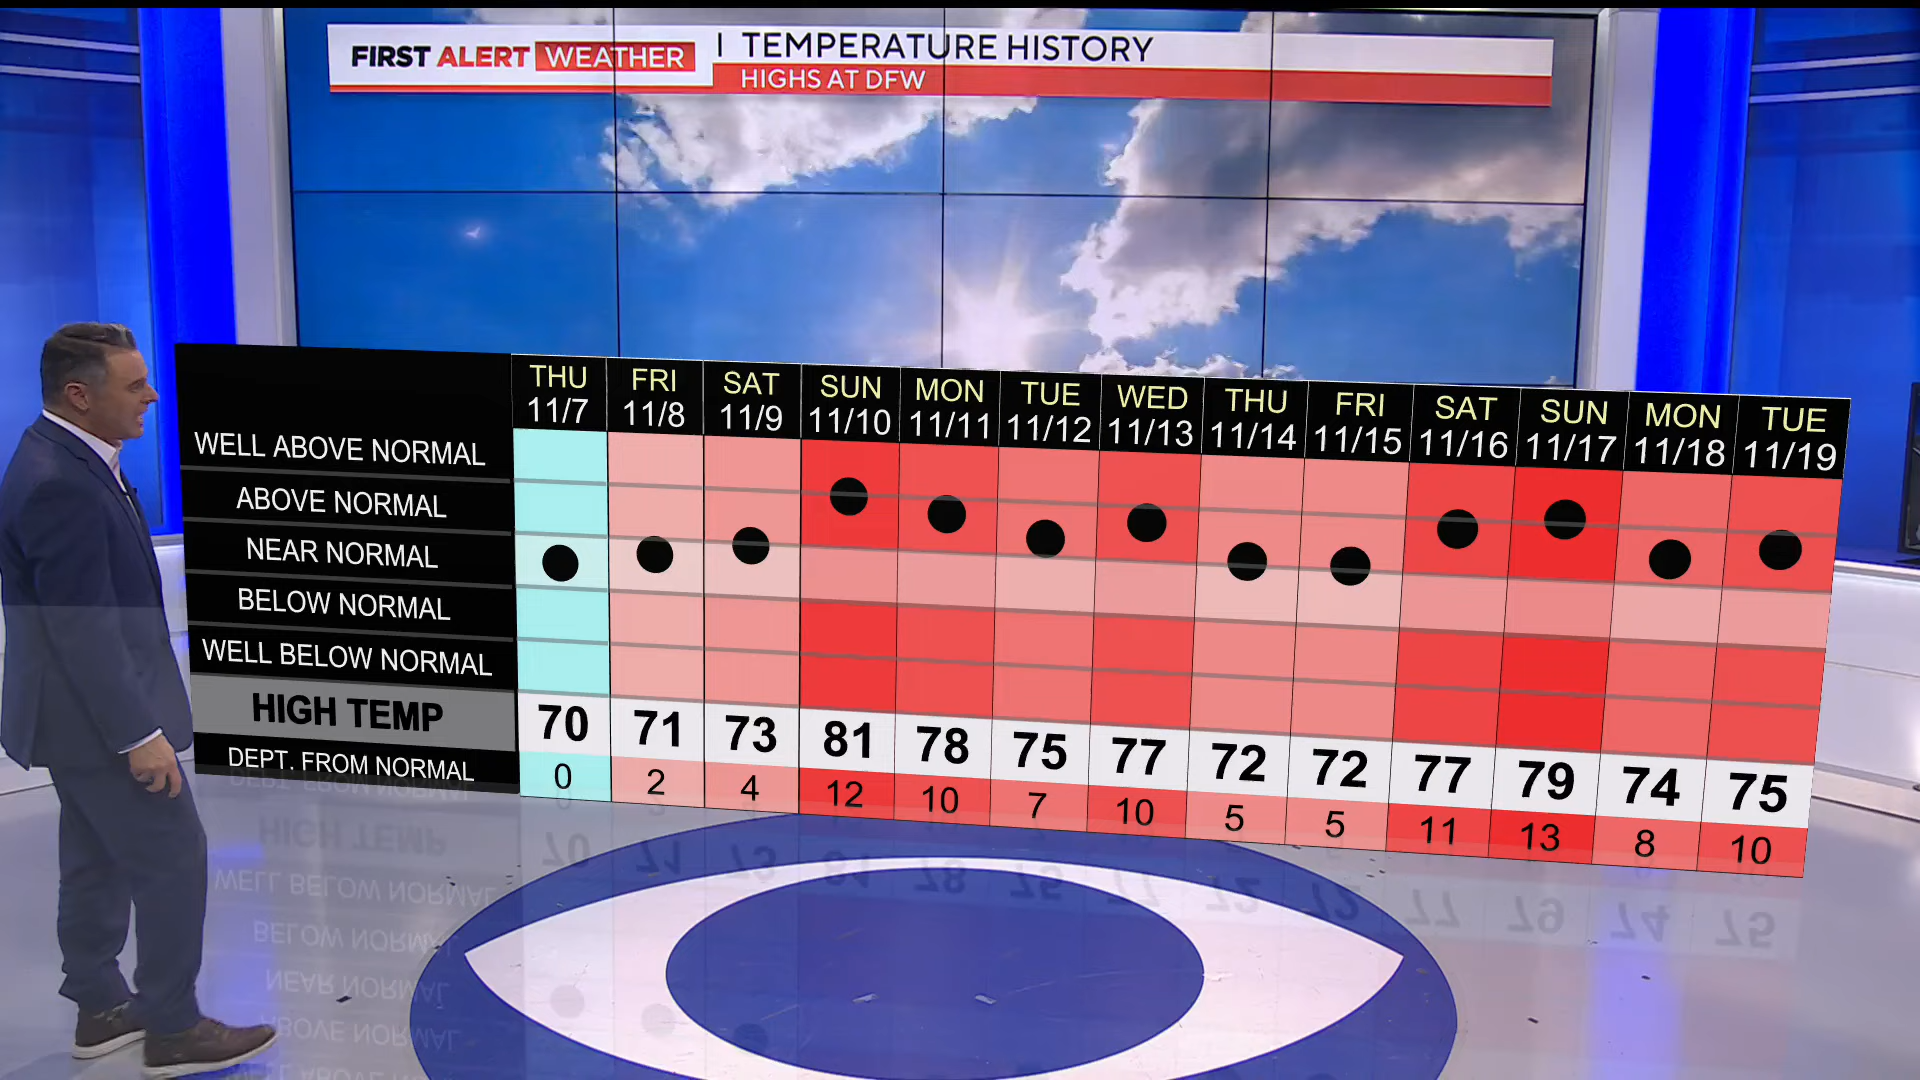 FIRST ALERT WEATHER | TEMPERATURE HISTORY
HIGHS AT DFW
THU FRI SAT SUN MON TUE WED THU FRI SAT SUN MON TUE
11/7 11/8 11/9 11/10 11/11 11/12 11/13 11/14 11/15 11/16 11/17 11/18 11/19
WELL ABOVE NORMAL
ABOVE NORMAL
NEAR NORMAL
BELOW NORMAL
WELL BELOW NORMAL
HIGH TEMP 70 71 73 81 78 75 77 72 72 77 79 74 75
DEPT. FROM NORMAL 0 2 4 12 10 7 10 5 5 11 13 8 10